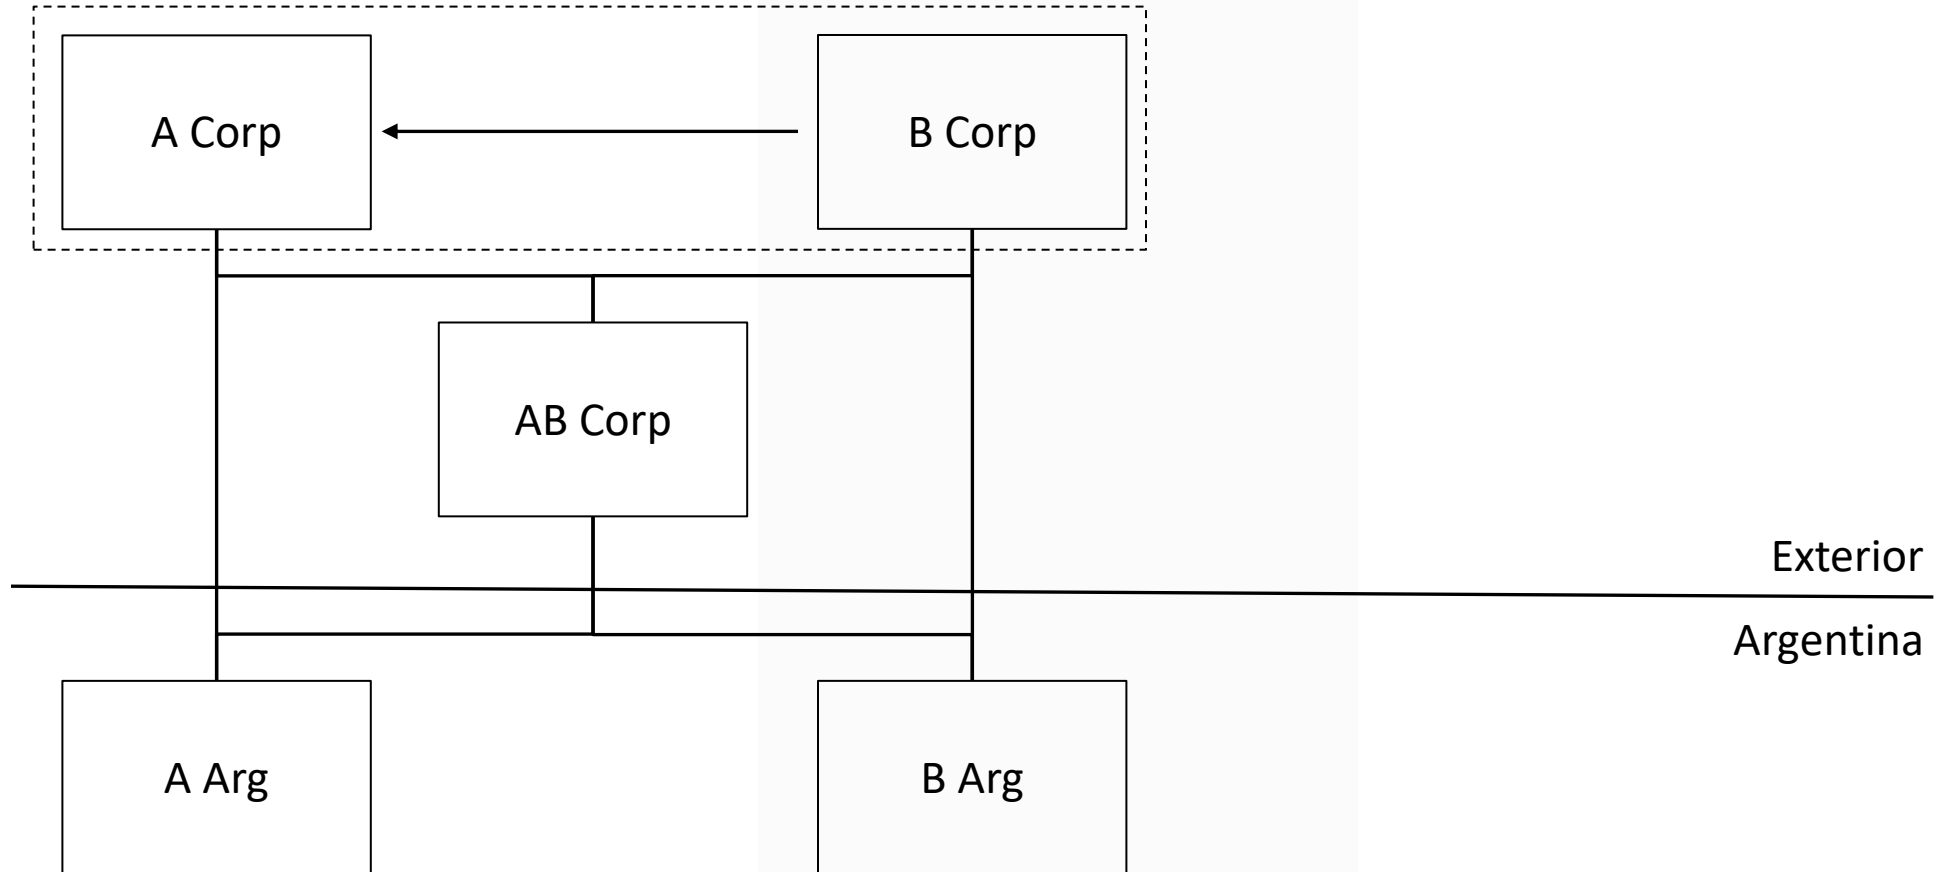 A Corp
B Corp
AB Corp
Exterior
Argentina
A Arg
B Arg